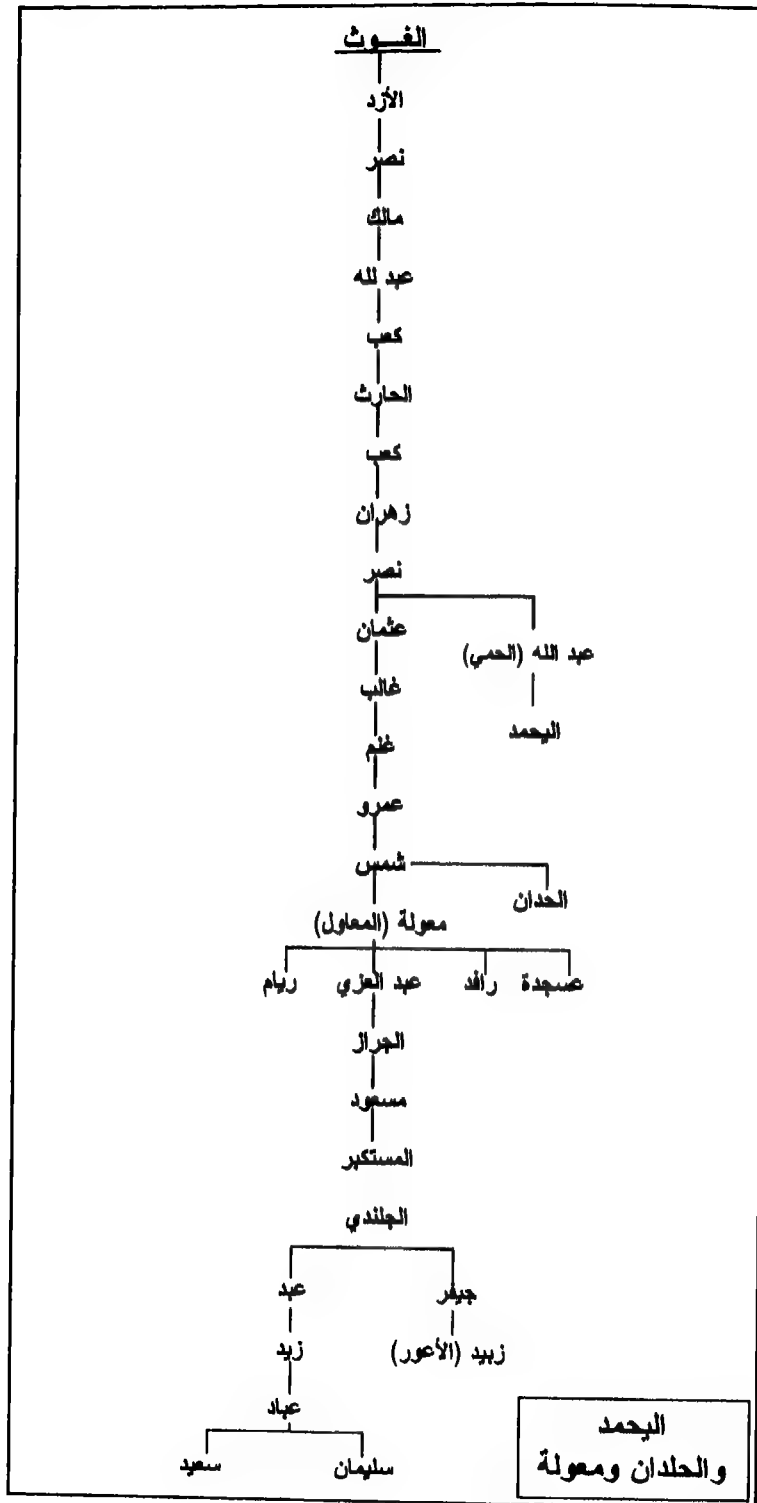 الغوث
الأزد
نصر
مالك
عبد لله
كعب
الحارث
كعب
زهران
نصر
عثمان
عبد الله (الحمي)
غالب
اليحمد
غلم
عمرو
شمس
الحدان
معولة (المعاول)
عسجدة رافد عبد العزي ريام
الجراز
مسعود
المستكبر
الجلندي
جيفر عبد
زبيد (الأعور) زيد
عباد
سليمان سعيد
اليحمد
والحلدان ومعولة